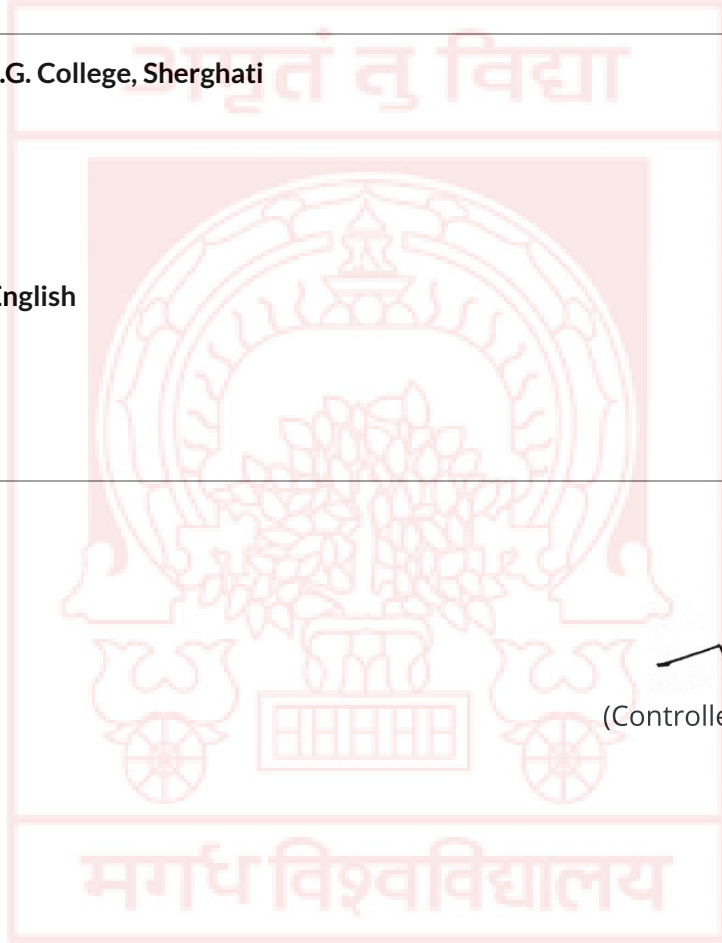 अमृतं तु विद्या
.G. College, Sherghati
English
(Controlle
मगध विश्वविद्यालय